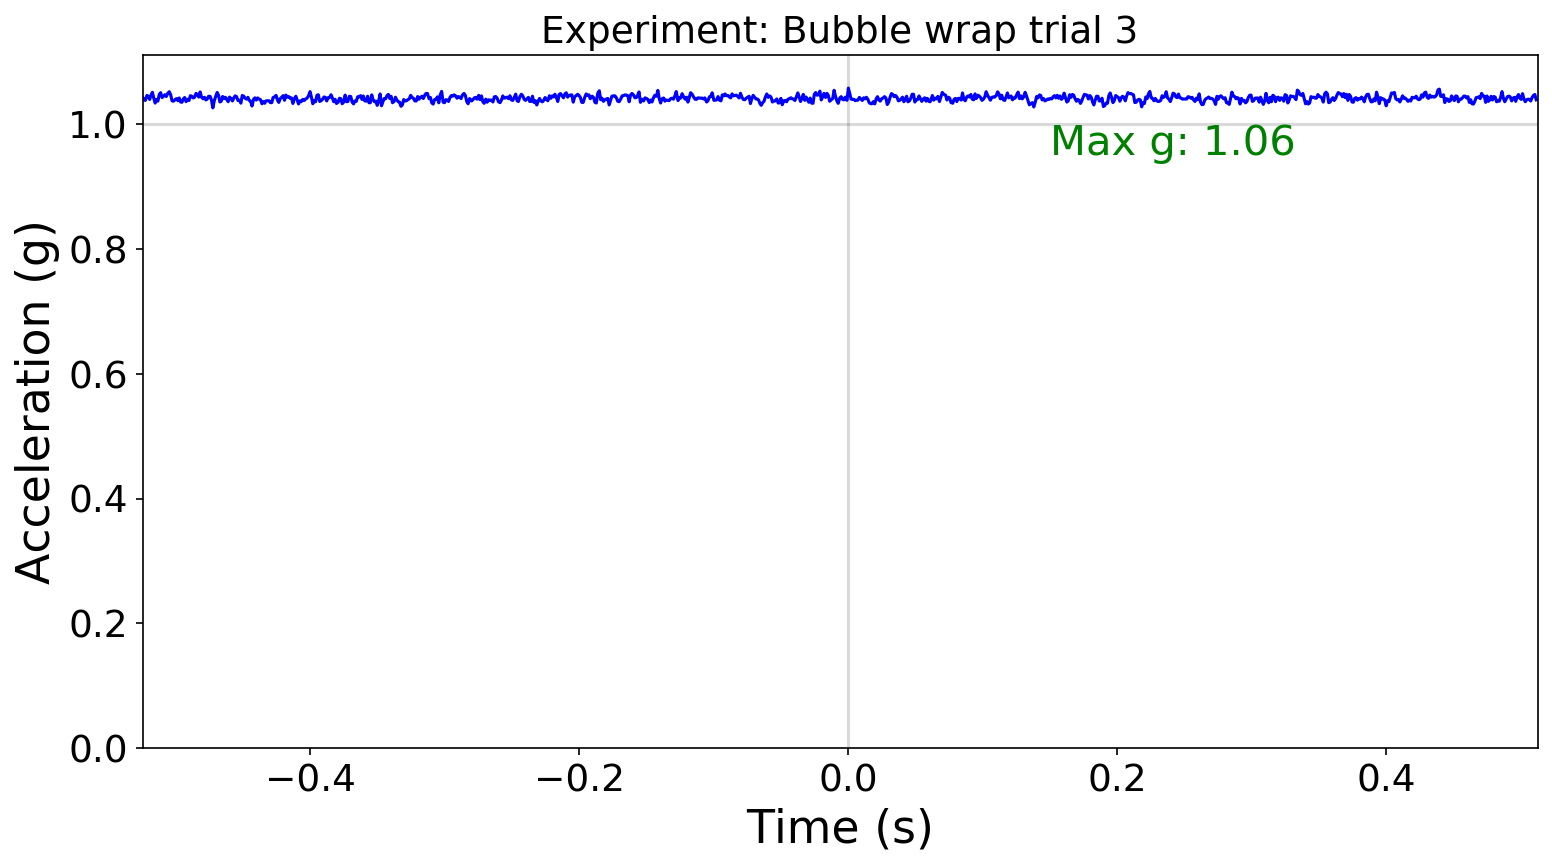 Experiment: Bubble wrap trial 3
Max g: 1.06
Acceleration (g)
1.0
0.8
0.6
0.4
0.2
0.0
−0.4 −0.2 0.0 0.2 0.4
Time (s)